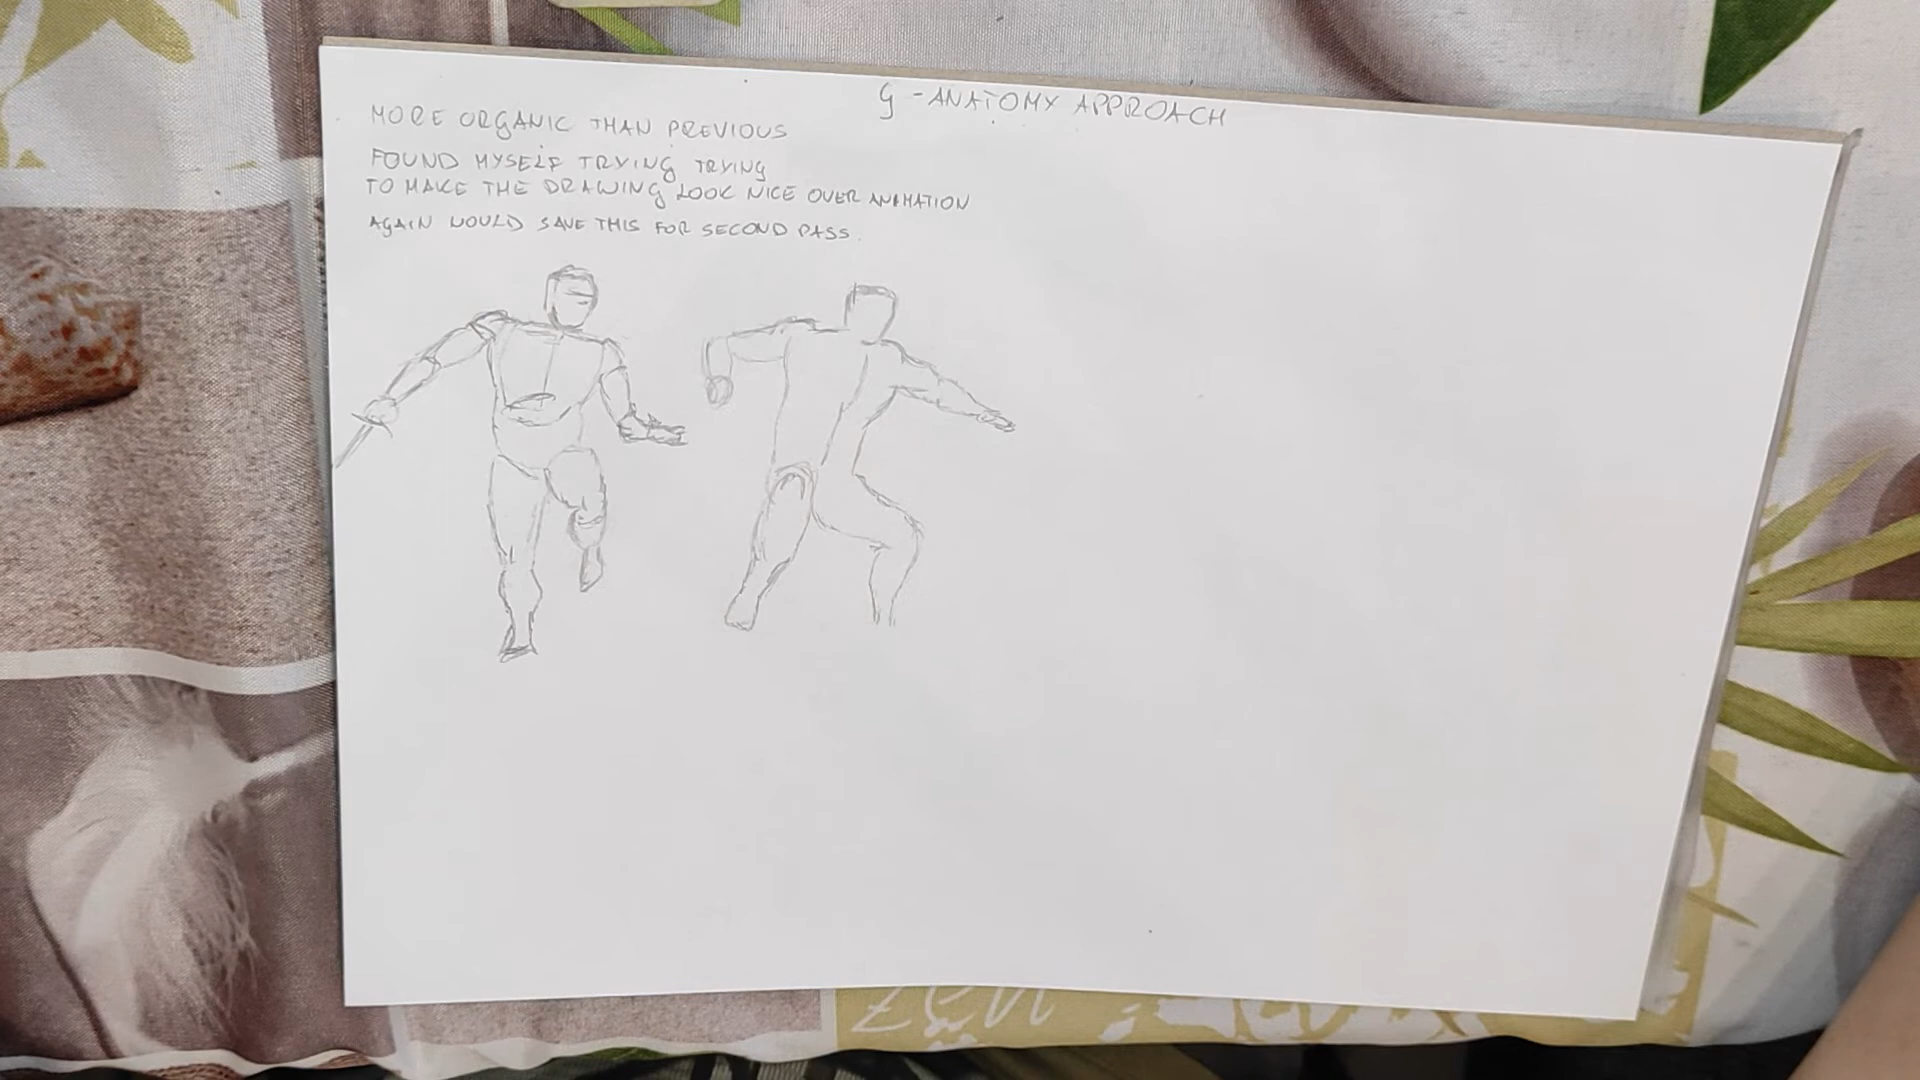 9 - ANATOMY APPROACH
MORE ORGANIC THAN PREVIOUS
FOUND MYSELF TRYING TRYING
TO MAKE THE DRAWING LOOK NICE OVER ANIMATION
AGAIN WOULD SAVE THIS FOR SECOND PASS.
zen